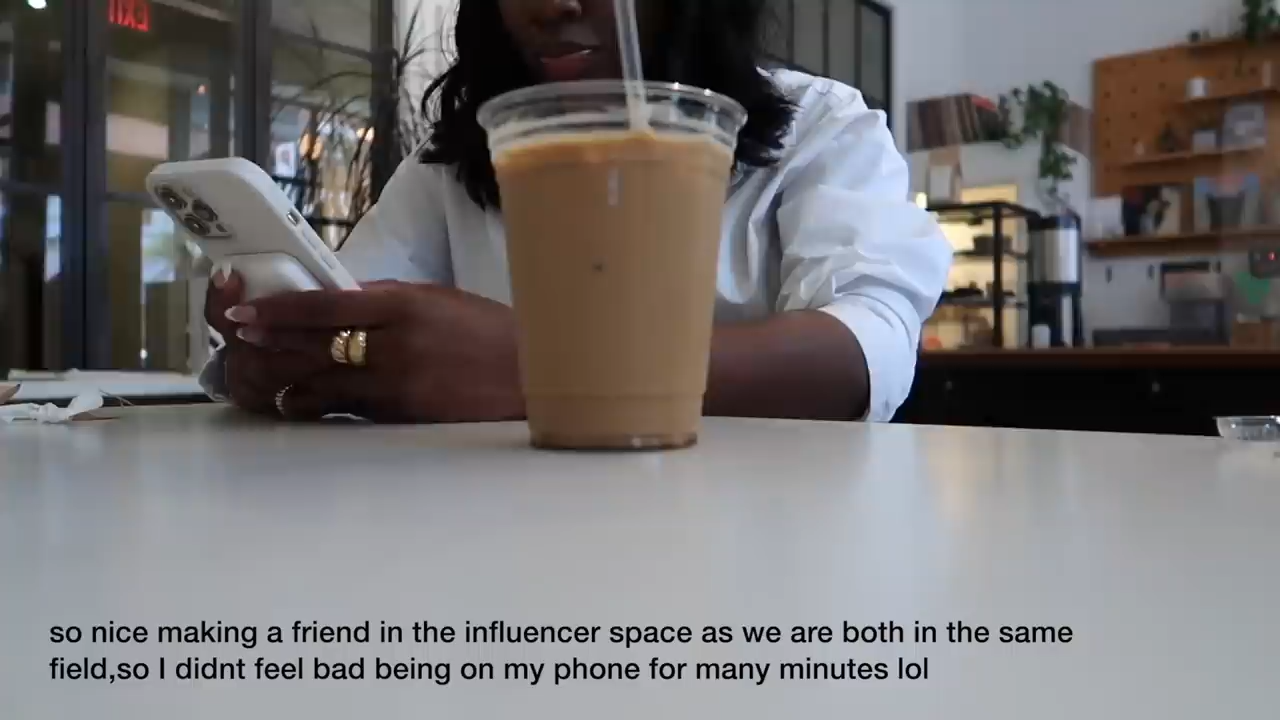 EXIT
so nice making a friend in the influencer space as we are both in the same
field,so I didnt feel bad being on my phone for many minutes lol